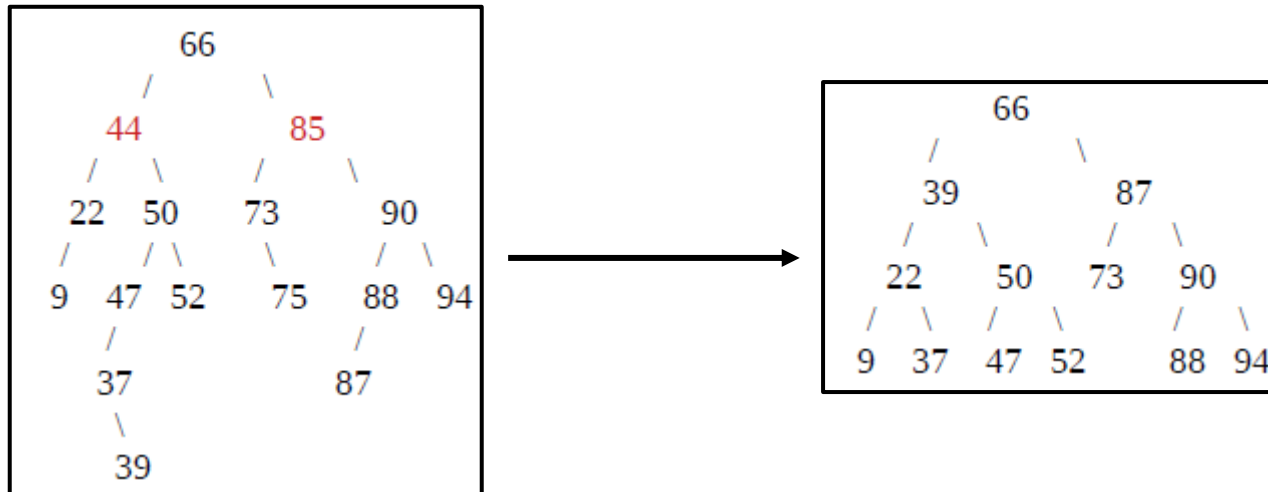 66
/ \
44 85
/ \ / \
22 50 73 90
/ / \ \ / \
9 47 52 75 88 94
/ /
37 87
\
39
66
/ \
39 87
/ \ / \
22 50 73 90
/ \ / \ / \
9 37 47 52 88 94